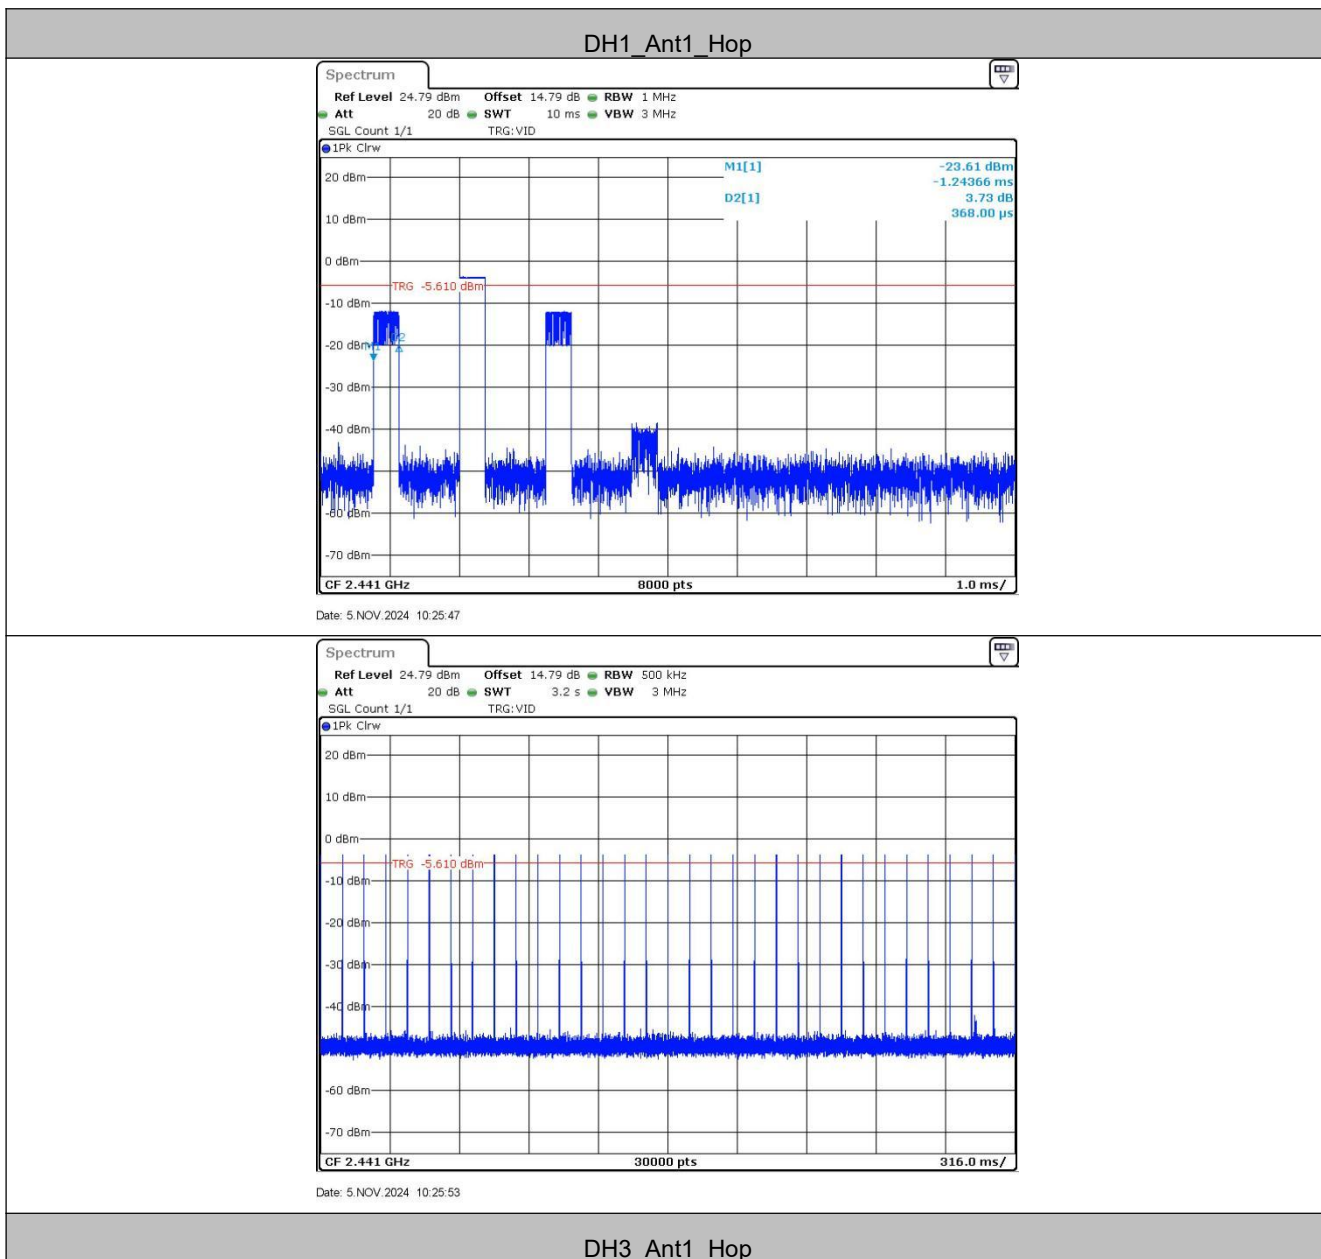 DH1_Ant1_Hop
Spectrum
Ref Level 24.79 dBm Offset 14.79 dB RBW 1 MHz
Att 20 dB SWT 10 ms VBW 3 MHz
SGL Count 1/1 TRG:VID
1Pk Clrw
M1[1] -23.61 dBm
-1.24366 ms
D2[1] 3.73 dB
368.00 µs
20 dBm
10 dBm
0 dBm
TRG -5.610 dBm
-10 dBm
-20 dBm
-30 dBm
-40 dBm
-60 dBm
-70 dBm
CF 2.441 GHz 8000 pts 1.0 ms/
Date: 5.NOV.2024 10:25:47
Spectrum
Ref Level 24.79 dBm Offset 14.79 dB RBW 500 kHz
Att 20 dB SWT 3.2 s VBW 3 MHz
SGL Count 1/1 TRG:VID
1Pk Clrw
20 dBm
10 dBm
0 dBm
TRG -5.610 dBm
-10 dBm
-20 dBm
-30 dBm
-40 dBm
-60 dBm
-70 dBm
CF 2.441 GHz 30000 pts 316.0 ms/
Date: 5.NOV.2024 10:25:53
DH3_Ant1_Hop